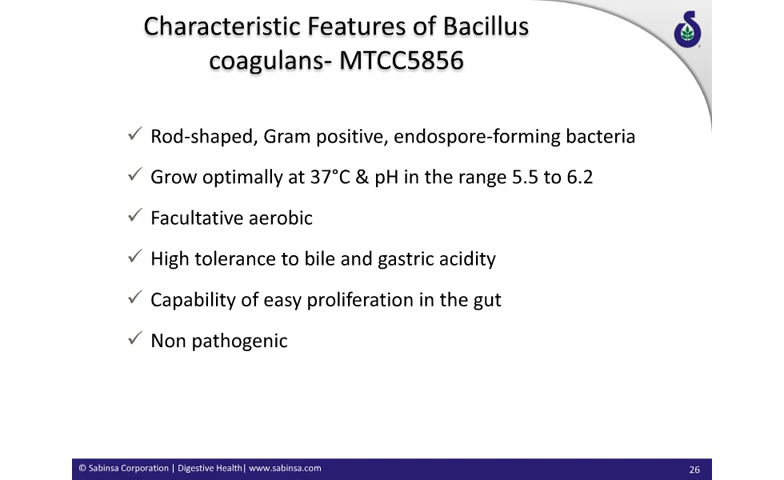 Characteristic Features of Bacillus
coagulans- MTCC5856
✓ Rod-shaped, Gram positive, endospore-forming bacteria
✓ Grow optimally at 37°C & pH in the range 5.5 to 6.2
✓ Facultative aerobic
✓ High tolerance to bile and gastric acidity
✓ Capability of easy proliferation in the gut
✓ Non pathogenic
© Sabinsa Corporation | Digestive Health| www.sabinsa.com
26